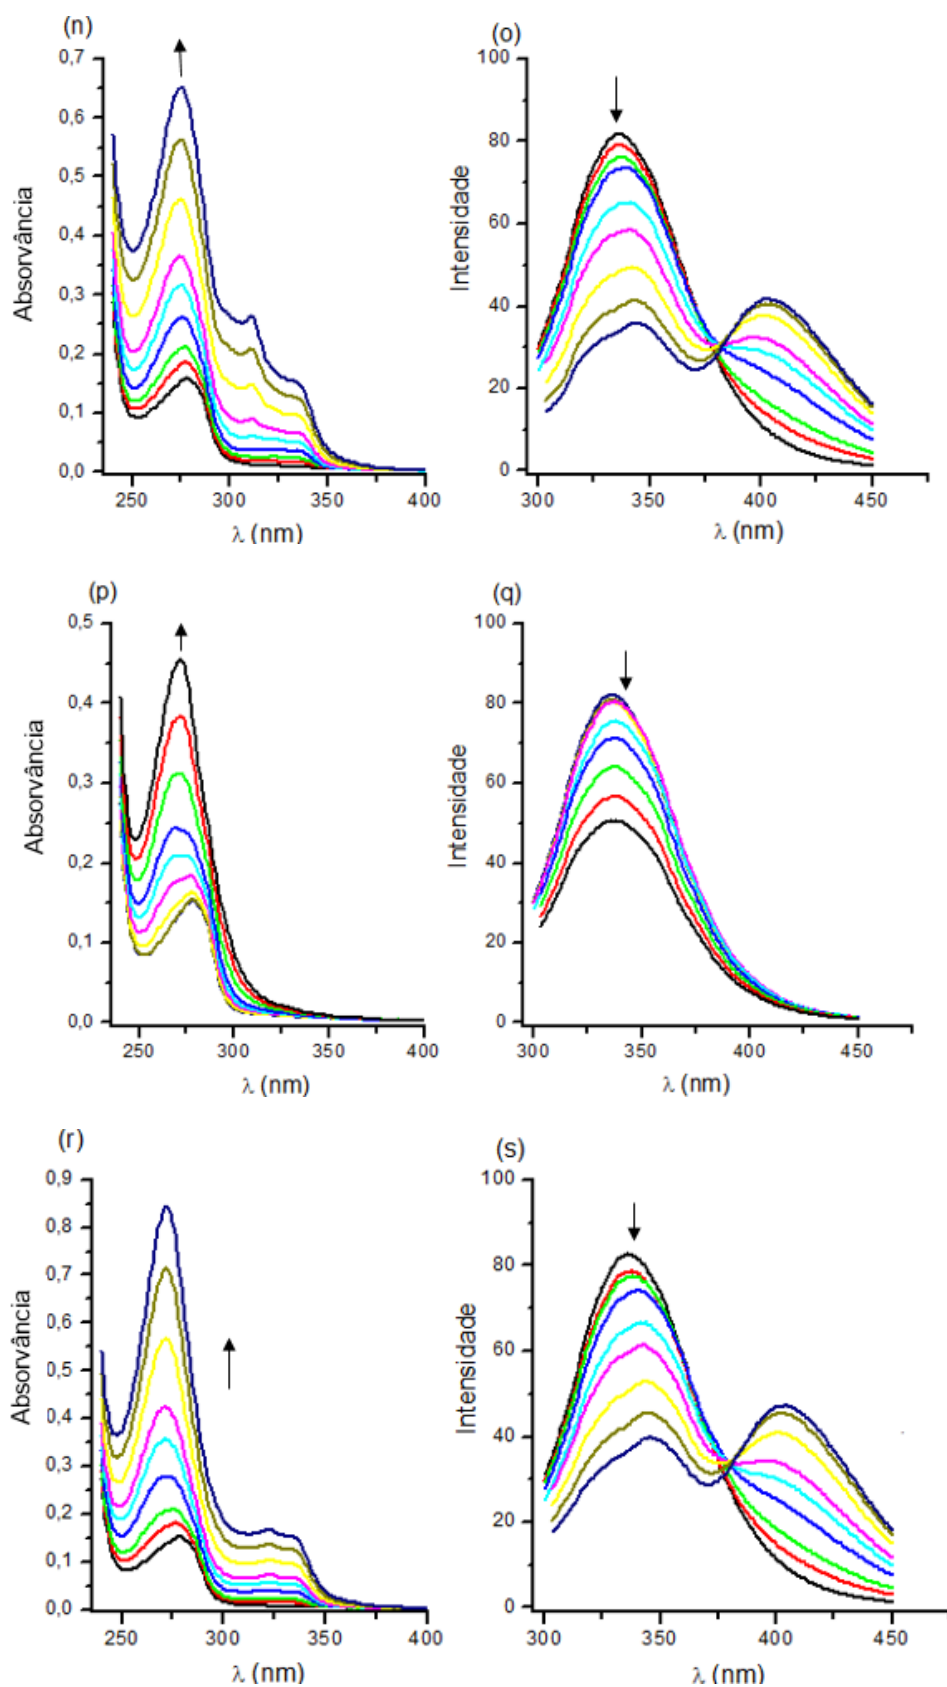 (n)
0,7
0,6
0,5
0,4
0,3
0,2
0,1
0,0
Absorvância
250 300 350 400
λ (nm)
(o)
100
80
60
40
20
0
Intensidade
300 350 400 450
λ (nm)
(p)
0,5
0,4
0,3
0,2
0,1
0,0
Absorvância
250 300 350 400
λ (nm)
(q)
100
80
60
40
20
0
Intensidade
300 350 400 450
λ (nm)
(r)
0,9
0,8
0,7
0,6
0,5
0,4
0,3
0,2
0,1
0,0
Absorvância
250 300 350 400
λ (nm)
(s)
100
80
60
40
20
0
Intensidade
300 350 400 450
λ (nm)